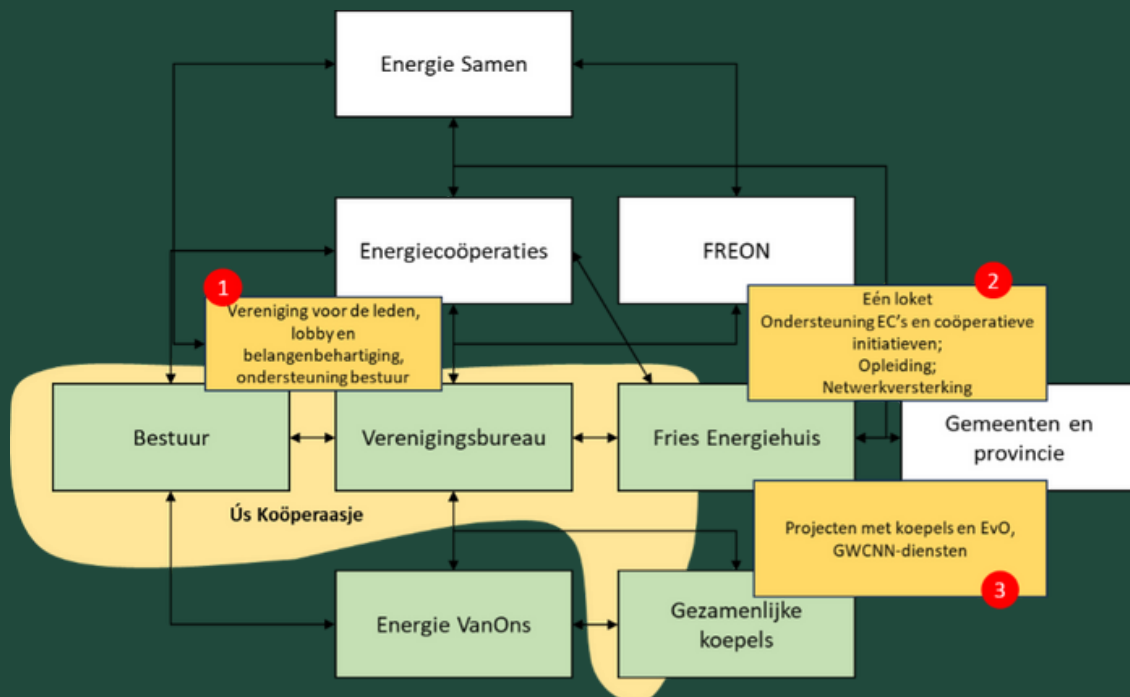 Energie Samen
Energiecoöperaties
FREON
1
Vereniging voor de leden,
lobby en
belangenbehartiging,
ondersteuning bestuur
2
Eén loket
Ondersteuning EC's en coöperatieve
initiatieven;
Opleiding;
Netwerkversterking
Bestuur
Verenigingsbureau
Fries Energiehuis
Gemeenten en
provincie
Ús Koöperaasje
Projecten met koepels en EvO,
GWCNN-diensten
3
Energie VanOns
Gezamenlijke
koepels